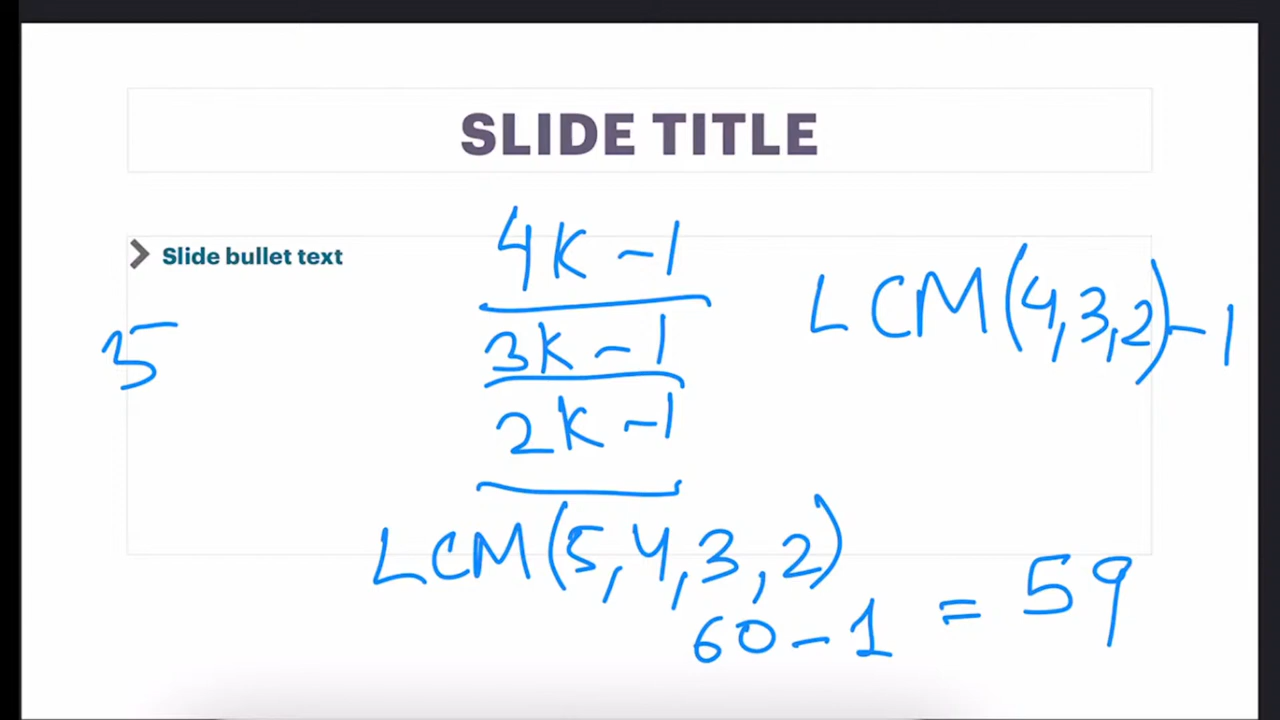 SLIDE TITLE
Slide bullet text
5
4K - 1
3K - 1
2K - 1
LCM(4,3,2)-1
LCM(5,4,3,2)
60 - 1 = 59